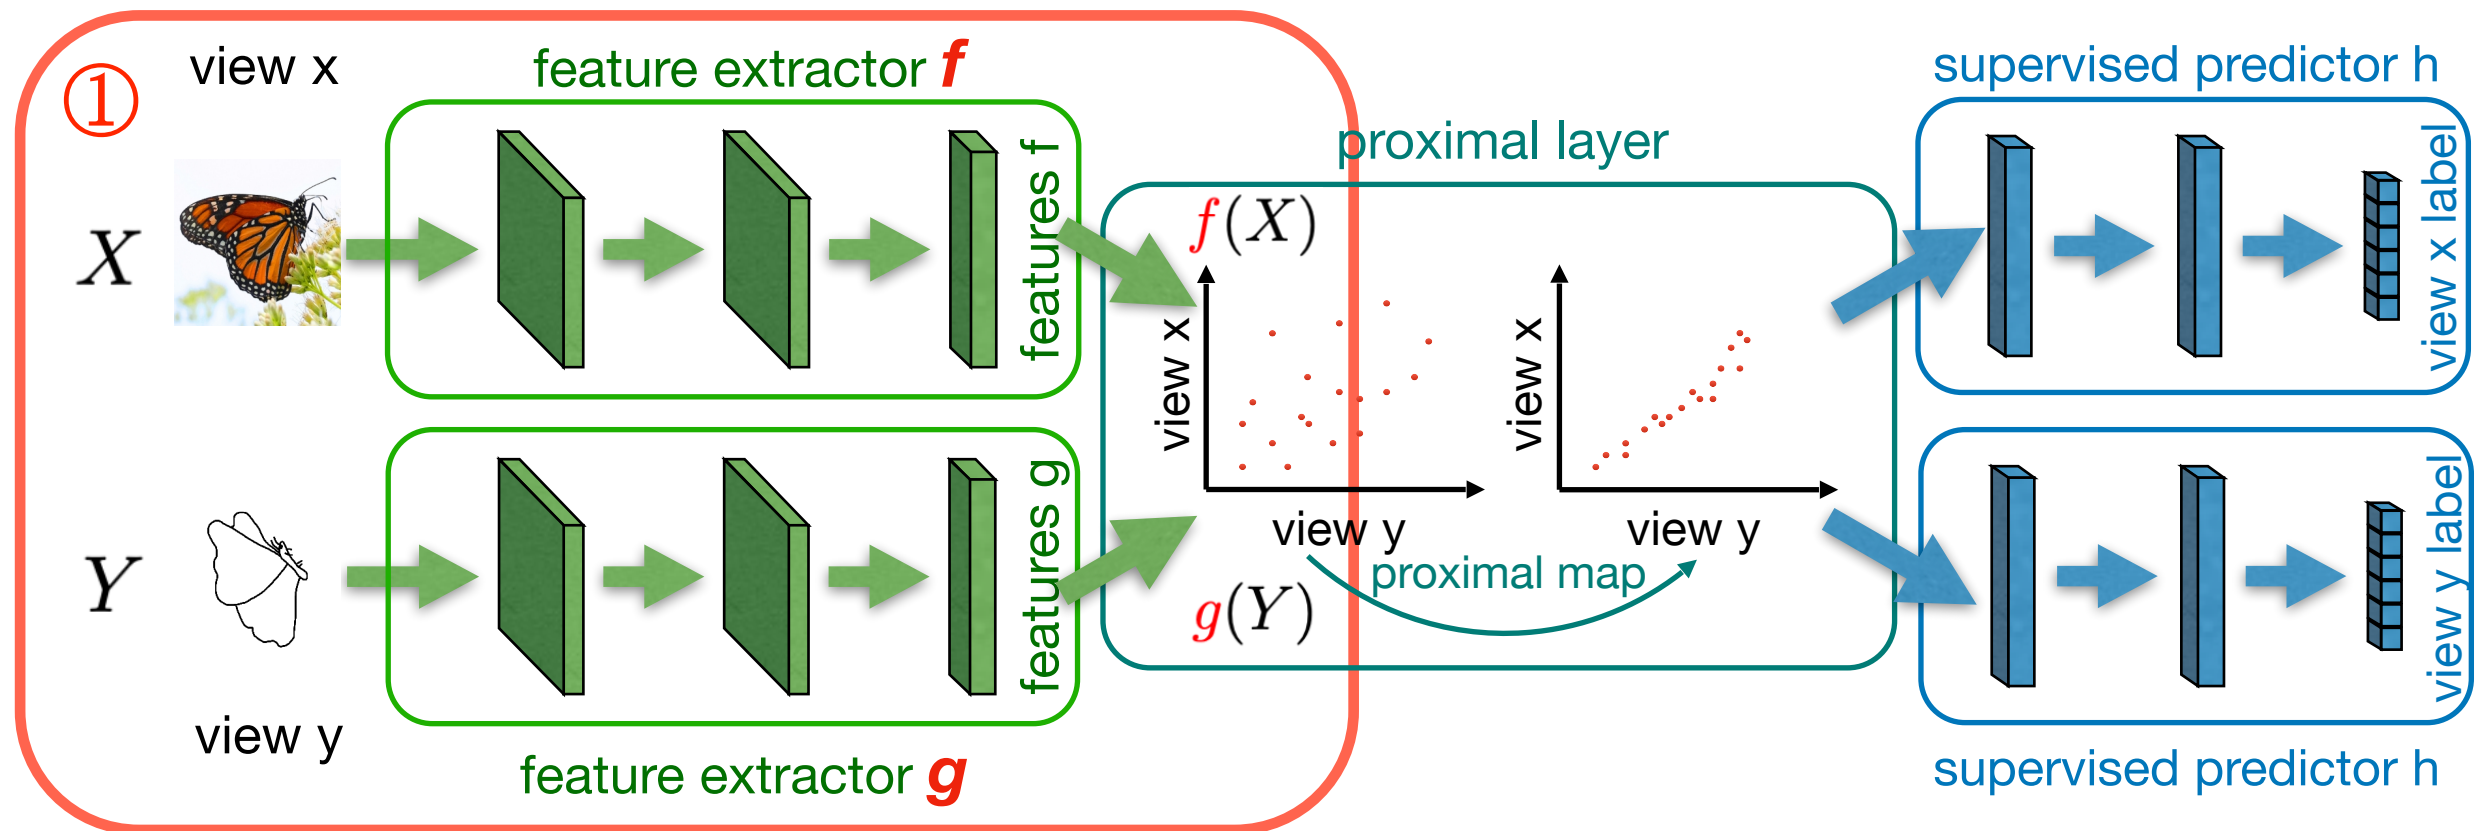 ①
view x
feature extractor f
X
features f
Y
view y
feature extractor g
features g
proximal layer
f(X)
view x
view y
g(Y)
view x
view y
proximal map
supervised predictor h
view x label
view y label
supervised predictor h